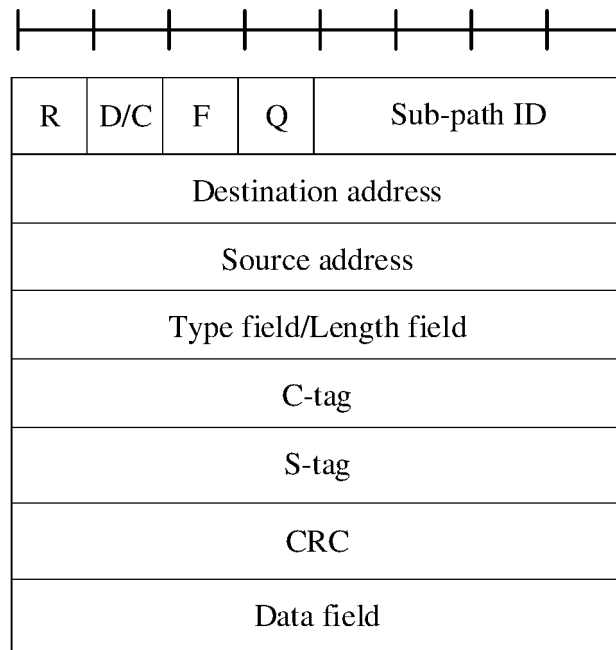 R D/C F Q Sub-path ID
Destination address
Source address
Type field/Length field
C-tag
S-tag
CRC
Data field